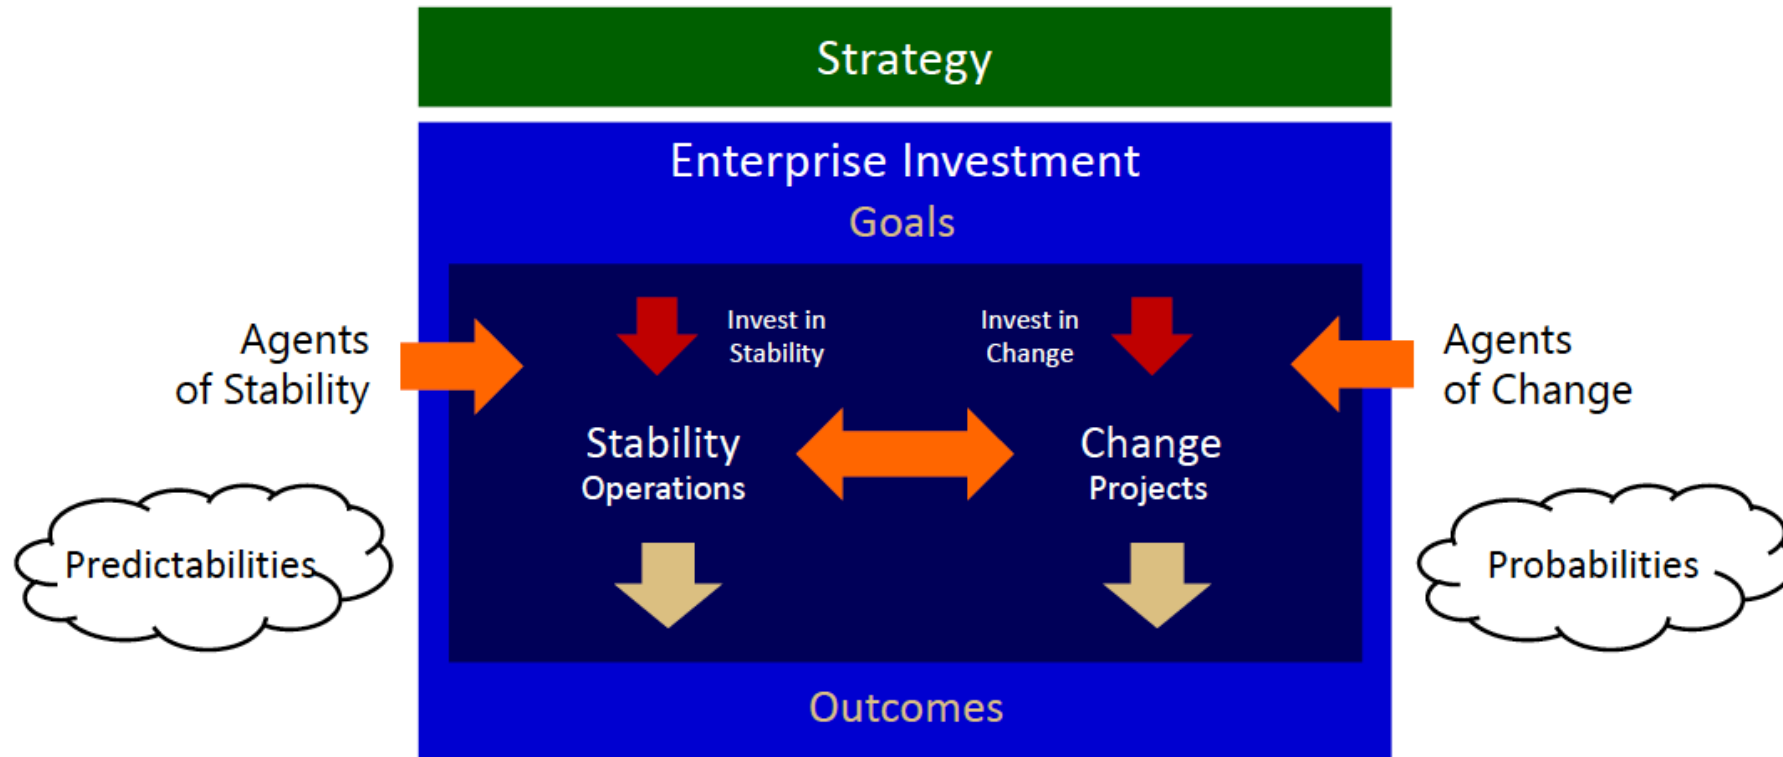 Strategy
Enterprise Investment
Goals
Invest in
Stability
Invest in
Change
Agents
of Stability
Agents
of Change
Stability
Operations
Change
Projects
Predictabilities
Probabilities
Outcomes